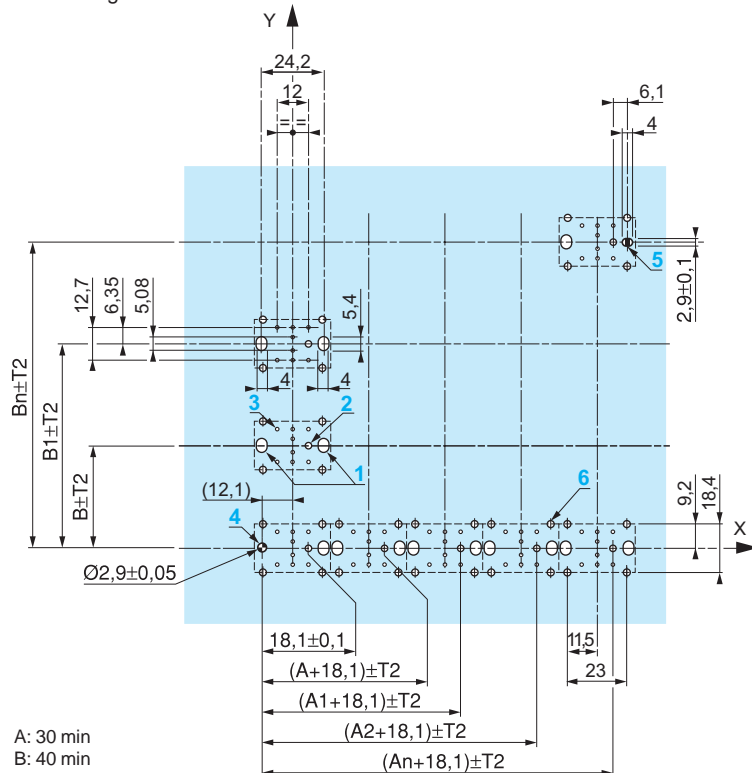 g
Y
24,2
12
= =
6,1
4
5
2,9±0,1
12,7
6,35
5,08
5,4
4
4
Bn±T2
B1±T2
B±T2
3
2
1
(12,1)
4
6
9,2
18,4
X
Ø2,9±0,05
18,1±0,1
11,5
(A+18,1)±T2
23
(A1+18,1)±T2
(A2+18,1)±T2
A: 30 min
B: 40 min
(An+18,1)±T2